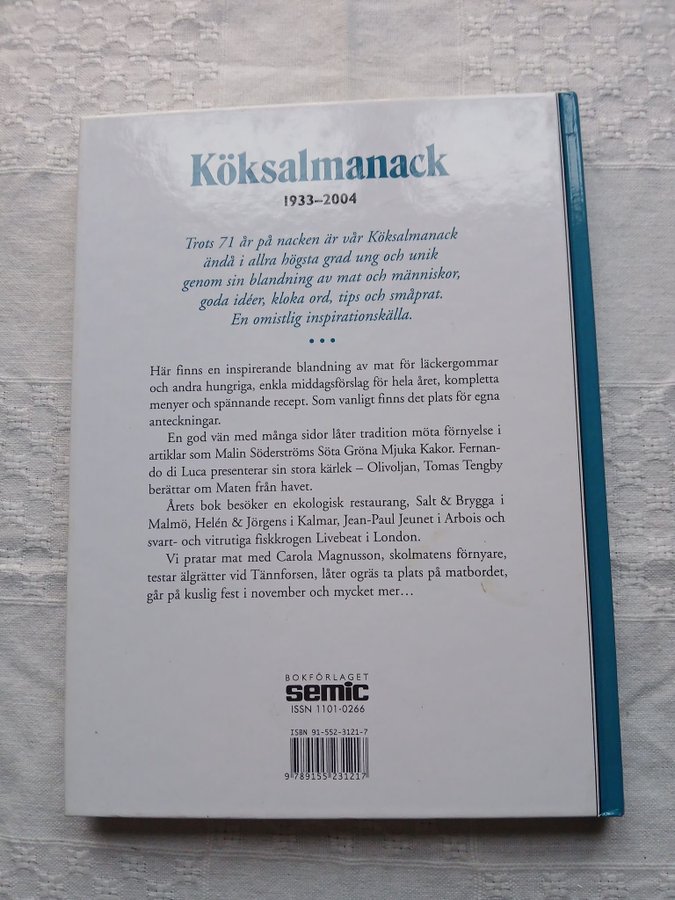 Köksalmanack
1933–2004
Trots 71 år på nacken är vår Köksalmanack
ändå i allra högsta grad ung och unik
genom sin blandning av mat och människor,
goda idéer, kloka ord, tips och småprat.
En omistlig inspirationskälla.
• • •
Här finns en inspirerande blandning av mat för läckergommar
och andra hungriga, enkla middagsförslag för hela året, kompletta
menyer och spännande recept. Som vanligt finns det plats för egna
anteckningar.
En god vän med många sidor låter tradition möta förnyelse i
artiklar som Malin Söderströms Söta Gröna Mjuka Kakor. Fernan-
do di Luca presenterar sin stora kärlek – Olivoljan, Tomas Tengby
berättar om Maten från havet.
Årets bok besöker en ekologisk restaurang, Salt & Brygga i
Malmö, Helén & Jörgens i Kalmar, Jean-Paul Jeunet i Arbois och
svart- och vitrutiga fiskkrogen Livebeat i London.
Vi pratar mat med Carola Magnusson, skolmatens förnyare,
testar älgrätter vid Tännforsen, låter ogräs ta plats på matbordet,
går på kuslig fest i november och mycket mer…
BOKFÖRLAGET
semic
ISSN 1101-0266
ISBN 91-552-3121-7
9 789155 231217